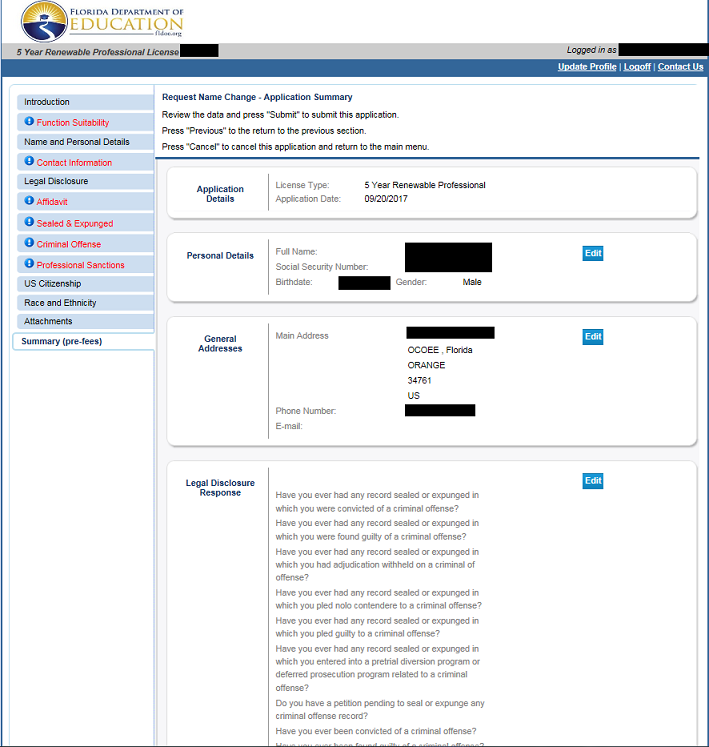 FLORIDA DEPARTMENT OF
EDUCATION
fldoe.org
5 Year Renewable Professional License
Logged in as
Update Profile | Logoff | Contact Us
Introduction
Function Suitability
Name and Personal Details
Contact Information
Legal Disclosure
Affidavit
Sealed & Expunged
Criminal Offense
Professional Sanctions
US Citizenship
Race and Ethnicity
Attachments
Summary (pre-fees)
Request Name Change - Application Summary
Review the data and press "Submit" to submit this application.
Press "Previous" to the return to the previous section.
Press "Cancel" to cancel this application and return to the main menu.
Application
Details
License Type: 5 Year Renewable Professional
Application Date: 09/20/2017
Personal Details
Full Name:
Social Security Number:
Birthdate: Gender: Male
Edit
General
Addresses
Main Address
OCOEE , Florida
ORANGE
34761
US
Phone Number:
E-mail:
Edit
Legal Disclosure
Response
Edit
Have you ever had any record sealed or expunged in
which you were convicted of a criminal offense?
Have you ever had any record sealed or expunged in
which you were found guilty of a criminal offense?
Have you ever had any record sealed or expunged in
which you had adjudication withheld on a criminal of
offense?
Have you ever had any record sealed or expunged in
which you pled nolo contendere to a criminal offense?
Have you ever had any record sealed or expunged in
which you pled guilty to a criminal offense?
Have you ever had any record sealed or expunged in
which you entered into a pretrial diversion program or
deferred prosecution program related to a criminal
offense?
Do you have a petition pending to seal or expunge any
criminal offense record?
Have you ever been convicted of a criminal offense?
Have you ever been found guilty of a criminal offense?